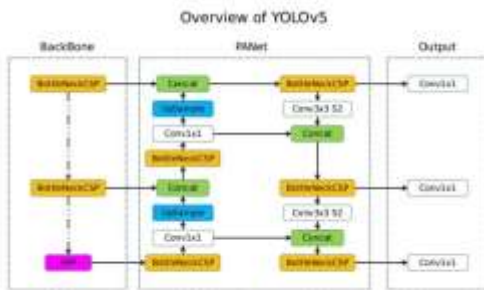 Overview of YOLOv5
BackBone
PANet
Output
BottleNeckCSP
Concat
BottleNeckCSP
Conv1x1
UpSample
Conv3x3 S2
Conv1x1
Concat
BottleNeckCSP
BottleNeckCSP
Concat
BottleNeckCSP
Conv1x1
UpSample
Conv3x3 S2
Conv1x1
Concat
BottleNeckCSP
BottleNeckCSP
Conv1x1